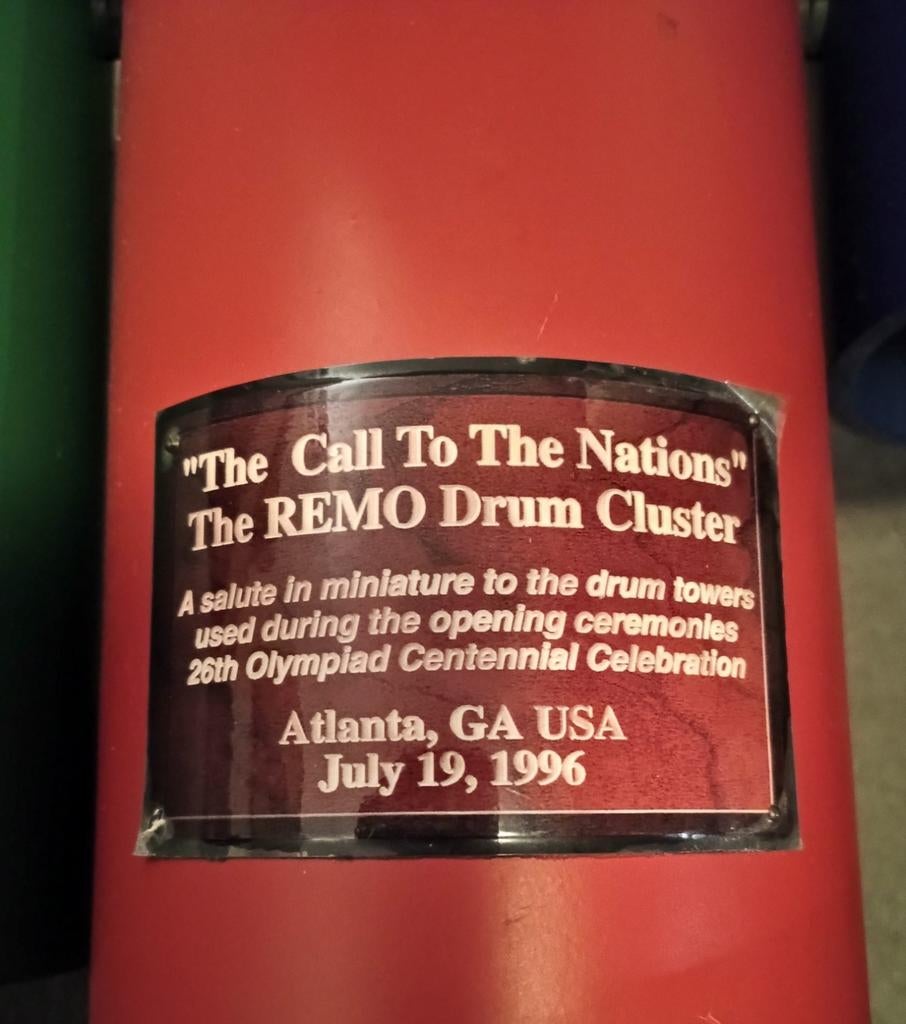 "The Call To The Nations"
The REMO Drum Cluster
A salute in miniature to the drum towers
used during the opening ceremonies
26th Olympiad Centennial Celebration
Atlanta, GA USA
July 19, 1996